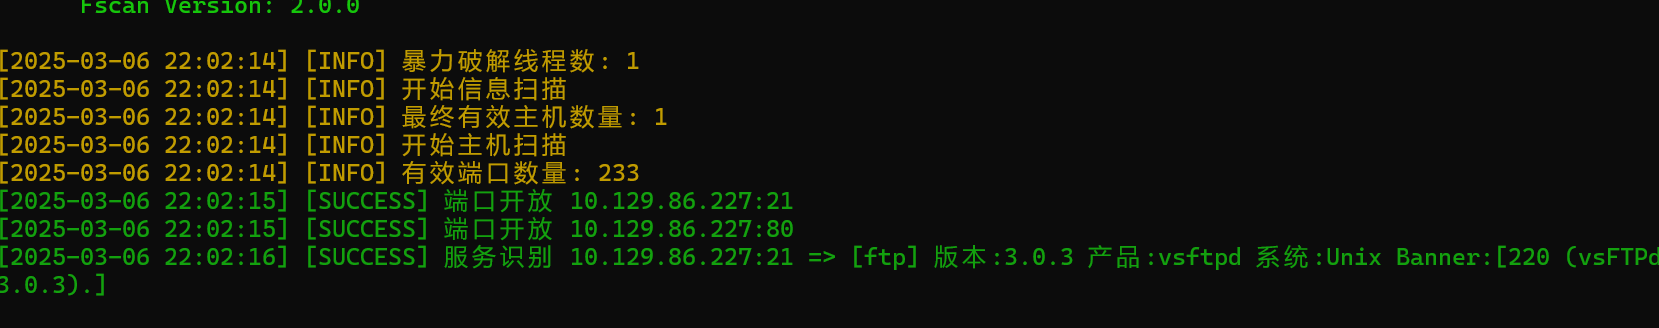 Fscan Version: 2.0.0
[2025-03-06 22:02:14] [INFO] 暴力破解线程数: 1
[2025-03-06 22:02:14] [INFO] 开始信息扫描
[2025-03-06 22:02:14] [INFO] 最终有效主机数量: 1
[2025-03-06 22:02:14] [INFO] 开始主机扫描
[2025-03-06 22:02:14] [INFO] 有效端口数量: 233
[2025-03-06 22:02:15] [SUCCESS] 端口开放 10.129.86.227:21
[2025-03-06 22:02:15] [SUCCESS] 端口开放 10.129.86.227:80
[2025-03-06 22:02:16] [SUCCESS] 服务识别 10.129.86.227:21 => [ftp] 版本:3.0.3 产品:vsftpd 系统:Unix Banner:[220 (vsFTPd
3.0.3).]